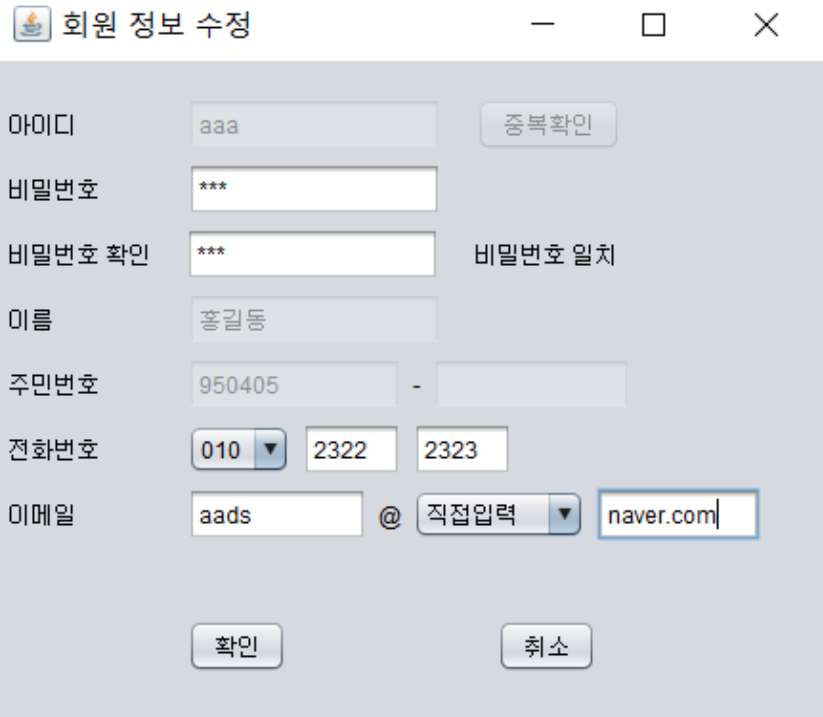 회원 정보 수정
아이디 aaa 중복확인
비밀번호 ***
비밀번호 확인 *** 비밀번호 일치
이름 홍길동
주민번호 950405 -
전화번호 010 2322 2323
이메일 aads @ 직접입력 naver.com
확인 취소